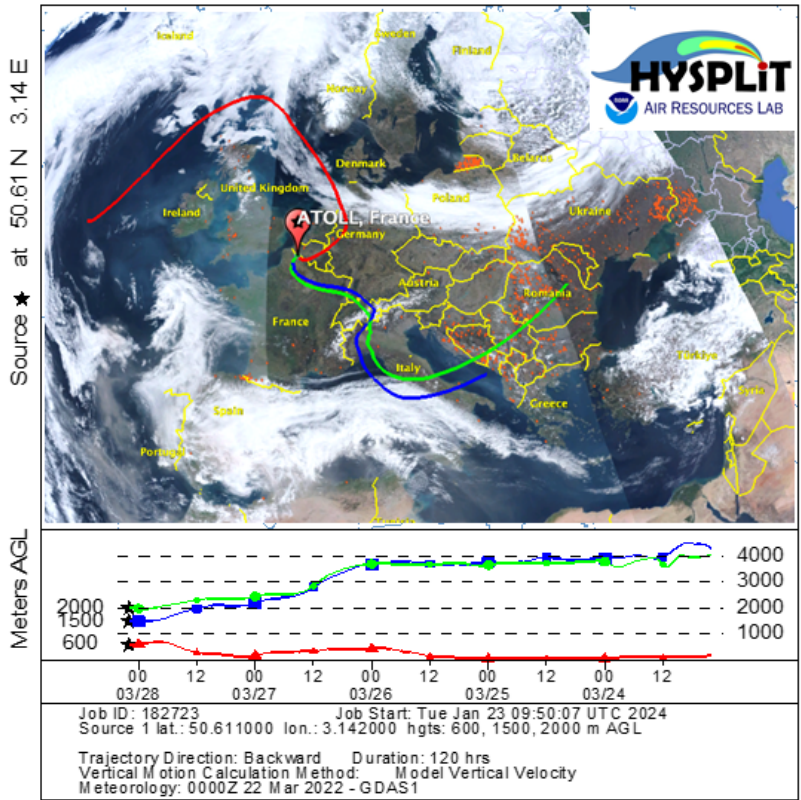 Iceland
Sweden
Finland
Norway
HYSPLIT
NOAA
AIR RESOURCES LAB
Denmark
Belarus
United Kingdom
Poland
Ireland
Ukraine
ATOLL, France
Germany
Austria
Romania
France
Italy
Türkiye
Spain
Greece
Syria
Portugal
Source ★ at 50.61 N 3.14 E
Meters AGL
4000
3000
2000 2000
1500
1000
600
00 12 00 12 00 12 00 12 00 12
03/28 03/27 03/26 03/25 03/24
Job ID: 182723 Job Start: Tue Jan 23 09:50:07 UTC 2024
Source 1 lat.: 50.611000 lon.: 3.142000 hgts: 600, 1500, 2000 m AGL
Trajectory Direction: Backward Duration: 120 hrs
Vertical Motion Calculation Method: Model Vertical Velocity
Meteorology: 0000Z 22 Mar 2022 - GDAS1